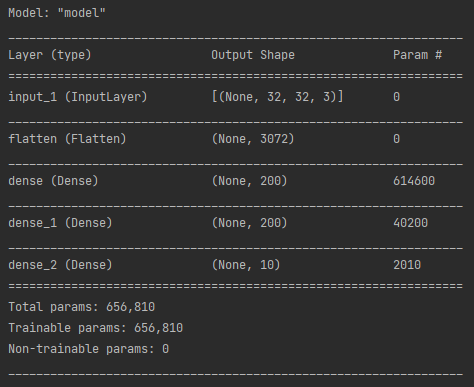 Model: "model"
_________________________________________________________________
Layer (type)                 Output Shape              Param #
=================================================================
input_1 (InputLayer)         [(None, 32, 32, 3)]       0
_________________________________________________________________
flatten (Flatten)            (None, 3072)              0
_________________________________________________________________
dense (Dense)                (None, 200)               614600
_________________________________________________________________
dense_1 (Dense)              (None, 200)               40200
_________________________________________________________________
dense_2 (Dense)              (None, 10)                2010
=================================================================
Total params: 656,810
Trainable params: 656,810
Non-trainable params: 0
_________________________________________________________________